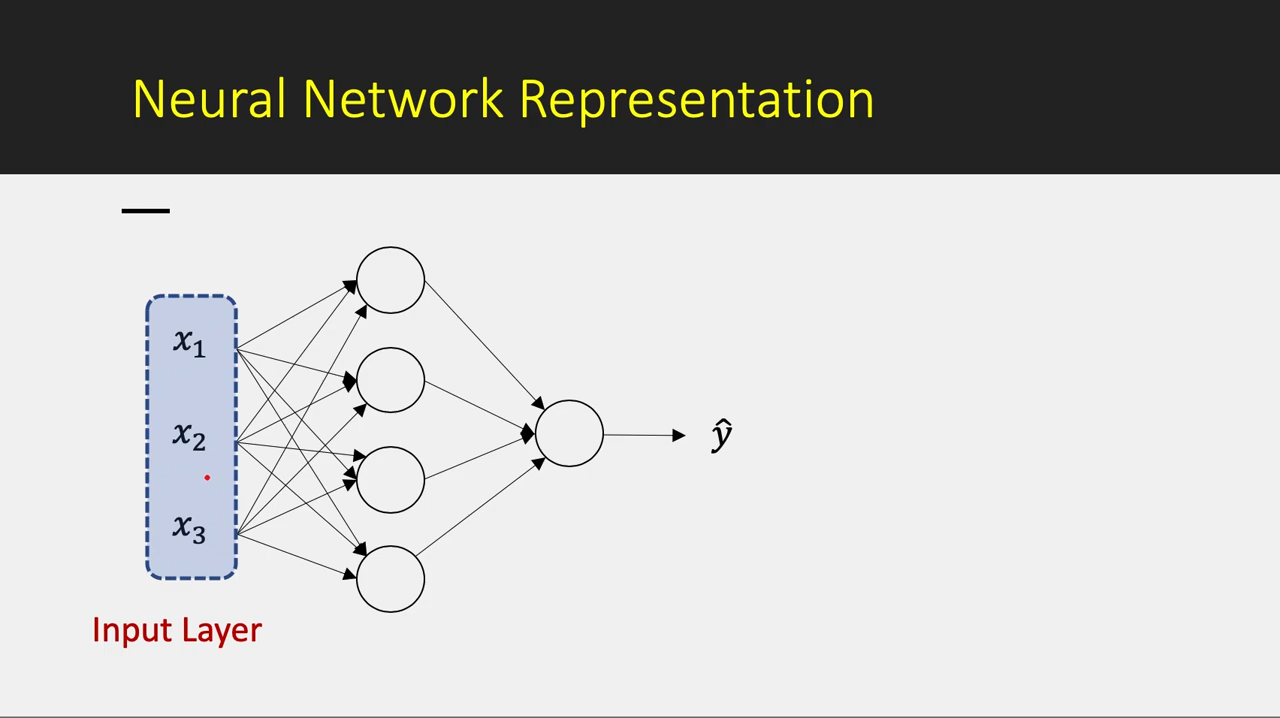 Neural Network Representation
x₁
x₂
x₃
ŷ
Input Layer